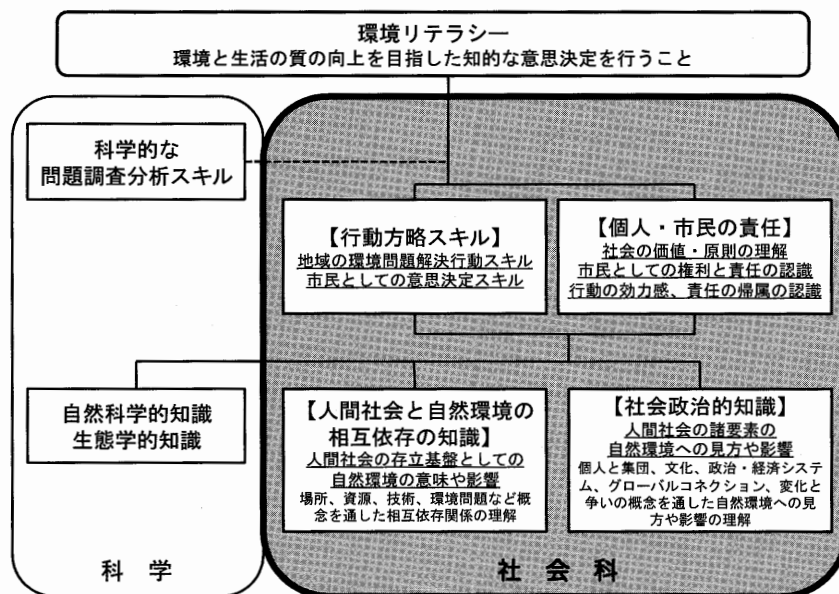 環境リテラシー
環境と生活の質の向上を目指した知的な意思決定を行うこと
科学的な
問題調査分析スキル
【行動方略スキル】
地域の環境問題解決行動スキル
市民としての意思決定スキル
【個人・市民の責任】
社会の価値・原則の理解
市民としての権利と責任の認識
行動の効力感、責任の帰属の認識
自然科学的知識
生態学的知識
【人間社会と自然環境の
相互依存の知識】
人間社会の存立基盤としての
自然環境の意味や影響
場所、資源、技術、環境問題など概
念を通した相互依存関係の理解
【社会政治的知識】
人間社会の諸要素の
自然環境への見方や影響
個人と集団、文化、政治・経済システ
ム、グローバルコネクション、変化と
争いの概念を通した自然環境への見
方や影響の理解
科 学
社 会 科